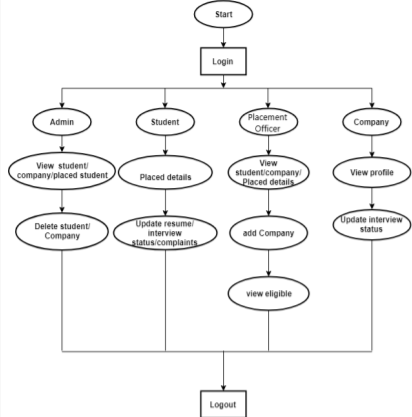 Start
Login
Admin
Student
Placement
Officer
Company
View student/
company/placed student
Placed details
View
student/company/
Placed details
View profile
Delete student/
Company
Update resume/
interview
status/complaints
add Company
Update interview
status
view eligible
Logout